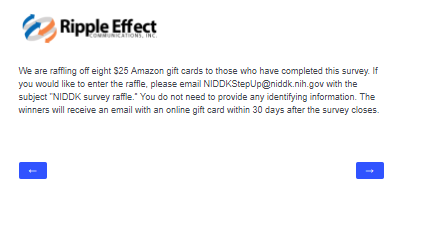 Ripple Effect
COMMUNICATIONS, INC.
We are raffling off eight $25 Amazon gift cards to those who have completed this survey. If
you would like to enter the raffle, please email NIDDKStepUp@niddk.nih.gov with the
subject "NIDDK survey raffle." You do not need to provide any identifying information. The
winners will receive an email with an online gift card within 30 days after the survey closes.
← →